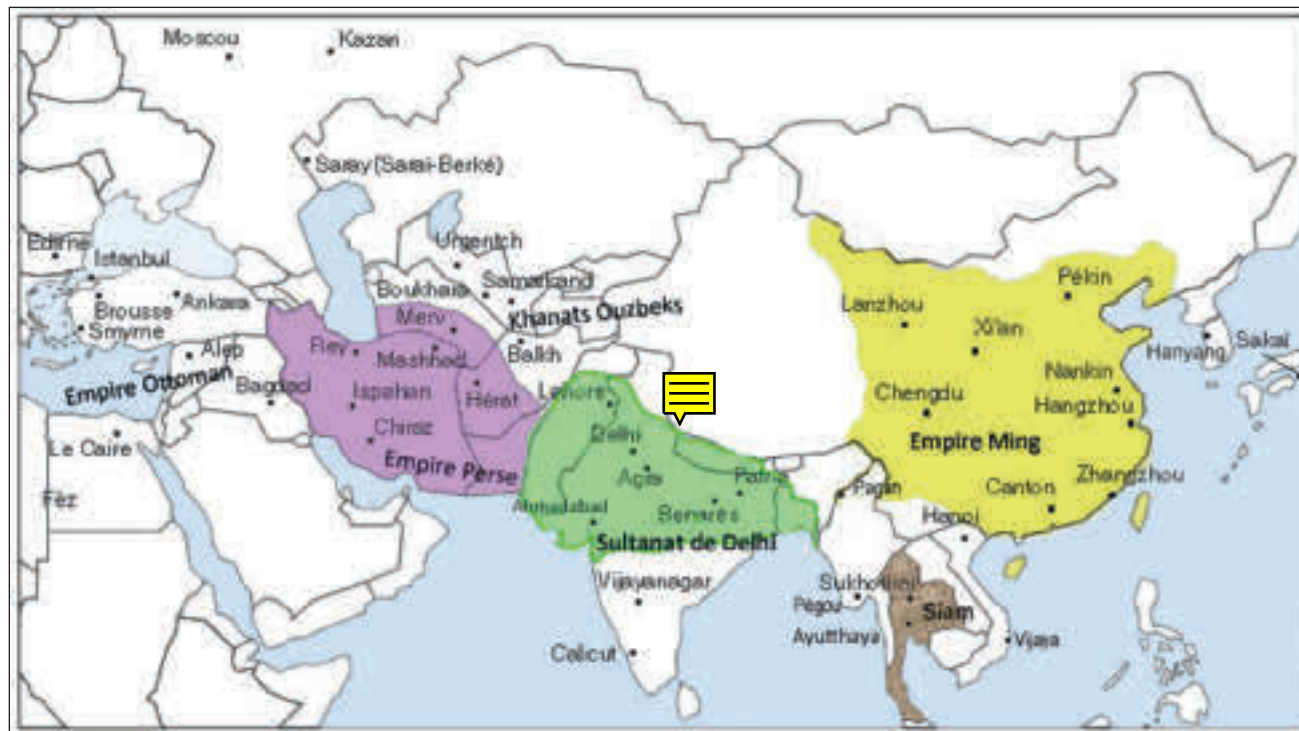 Moscou
Kazan
Saray (Sarai-Berké)
Edirne
Istanbul
Urgentch
Samarkand
Boukhara
Brousse
Ankara
Smyrne
Khanats Ouzbeks
Merv
Balkh
Rey
Mashhad
Alep
Empire Ottoman
Bagdad
Ispahan
Hérat
Lahore
Chiraz
Empire Perse
Le Caire
Fèz
Delhi
Agra
Patna
Ahmadabad
Benarès
Sultanat de Delhi
Vijayanagar
Calicut
Pékin
Lanzhou
Xi'an
Hanyang
Sakai
Nankin
Chengdu
Hangzhou
Empire Ming
Zhangzhou
Canton
Pagan
Hanoi
Sukhothai
Pégou
Siam
Ayutthaya
Vijaya